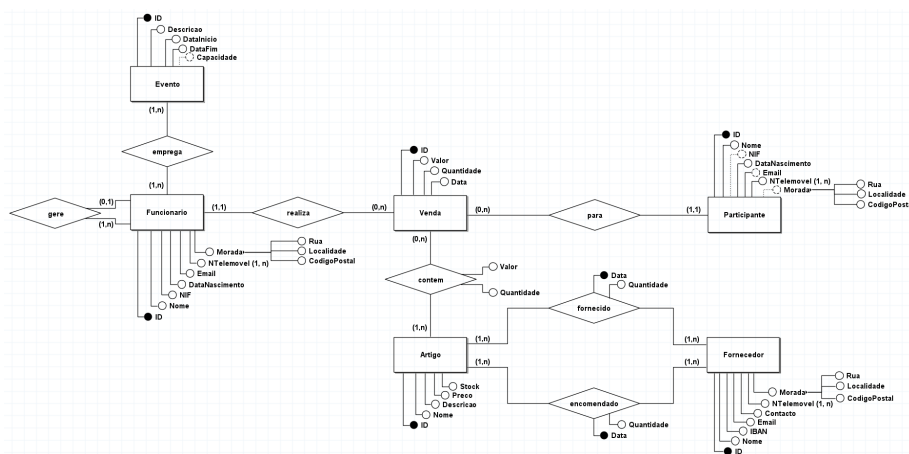 ID
Descricao
DataInicio
DataFim
Capacidade
Evento
(1,n)
emprega
(1,n)
(0,1)
gere
(1,n)
Funcionario
(1,1)
realiza
(0,n)
Morada
Rua
Localidade
CodigoPostal
NTelemovel (1, n)
Email
DataNascimento
NIF
Nome
ID
ID
Valor
Quantidade
Data
Venda
(0,n)
para
(1,1)
(0,n)
ID
Nome
NIF
DataNascimento
Email
NTelemovel (1, n)
Morada
Rua
Localidade
CodigoPostal
Participante
contem
Valor
Quantidade
(1,n)
Data
Quantidade
fornecido
(1,n)
(1,n)
Artigo
Fornecedor
(1,n)
(1,n)
encomendado
Quantidade
Data
Stock
Preco
Descricao
Nome
ID
Morada
Rua
Localidade
CodigoPostal
NTelemovel (1, n)
Contacto
Email
IBAN
Nome
ID